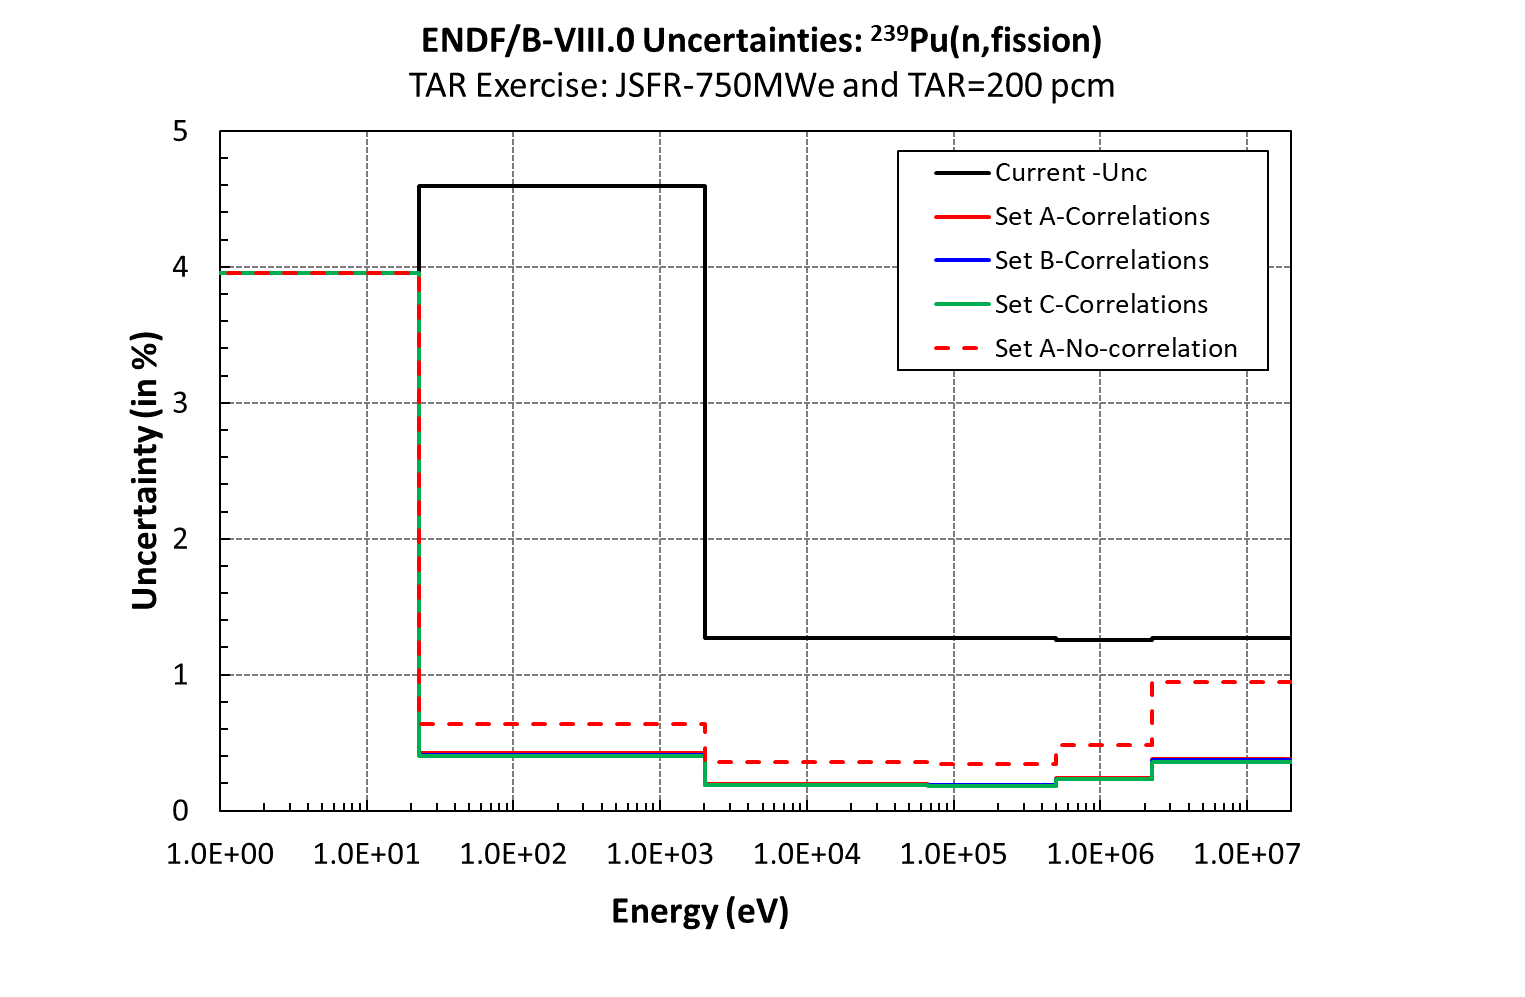 ENDF/B-VIII.0 Uncertainties: ²³⁹Pu(n,fission)
TAR Exercise: JSFR-750MWe and TAR=200 pcm
Uncertainty (in %)
5
4
3
2
1
0
Current -Unc
Set A-Correlations
Set B-Correlations
Set C-Correlations
Set A-No-correlation
1.0E+00 1.0E+01 1.0E+02 1.0E+03 1.0E+04 1.0E+05 1.0E+06 1.0E+07
Energy (eV)